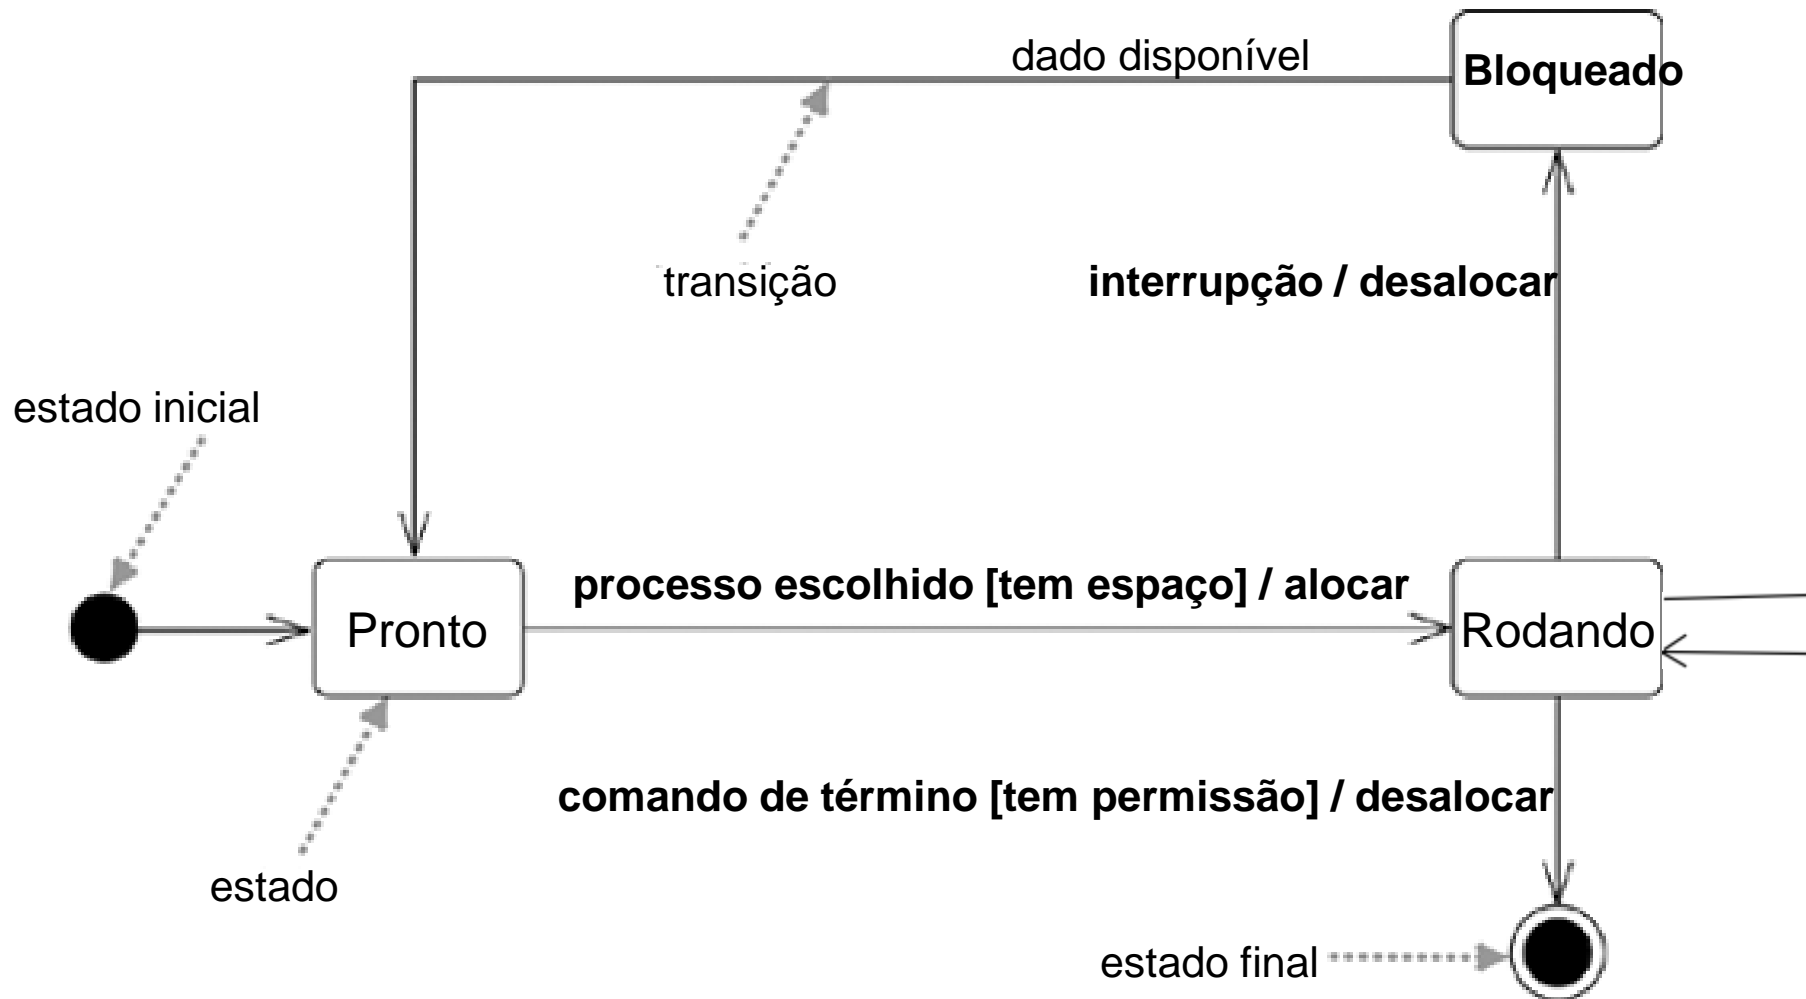 dado disponível
Bloqueado
transição
interrupção / desalocar
estado inicial
processo escolhido [tem espaço] / alocar
Pronto
Rodando
comando de término [tem permissão] / desalocar
estado
estado final